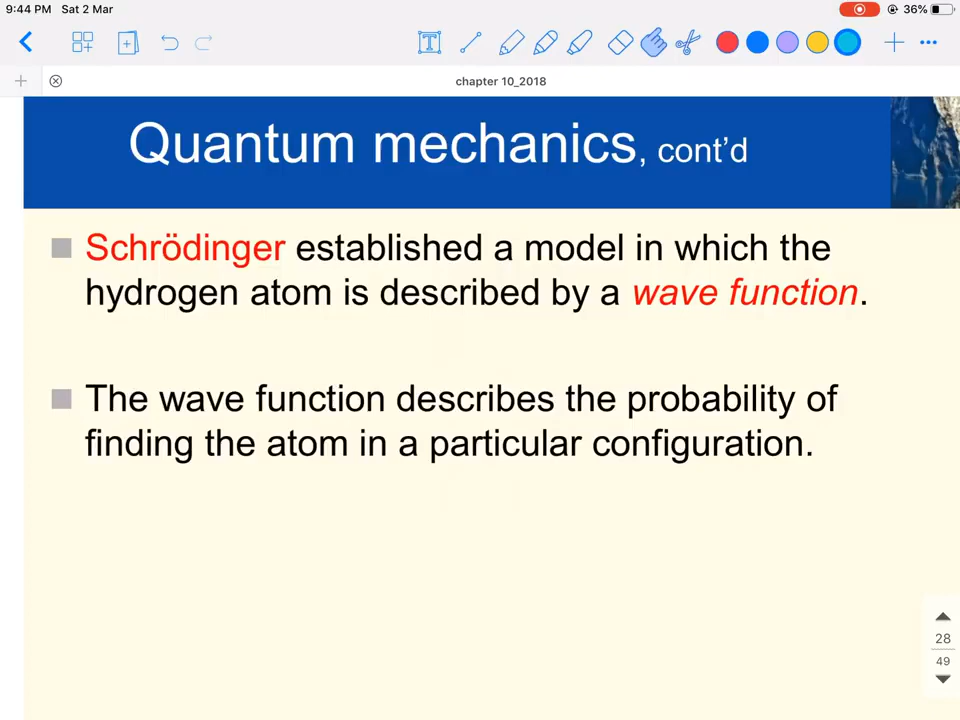 9:44 PM Sat 2 Mar
36%
chapter 10_2018
Quantum mechanics, cont’d
Schrödinger established a model in which the
hydrogen atom is described by a wave function.
The wave function describes the probability of
finding the atom in a particular configuration.
28
49